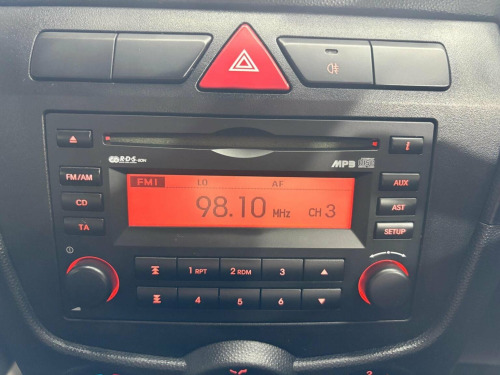 RDS EON
MP3
FM/AM
CD
TA
FM1 LO AF
98.10 MHz CH 3
AUX
AST
SETUP
1 RPT 2 RDM 3
4 5 6